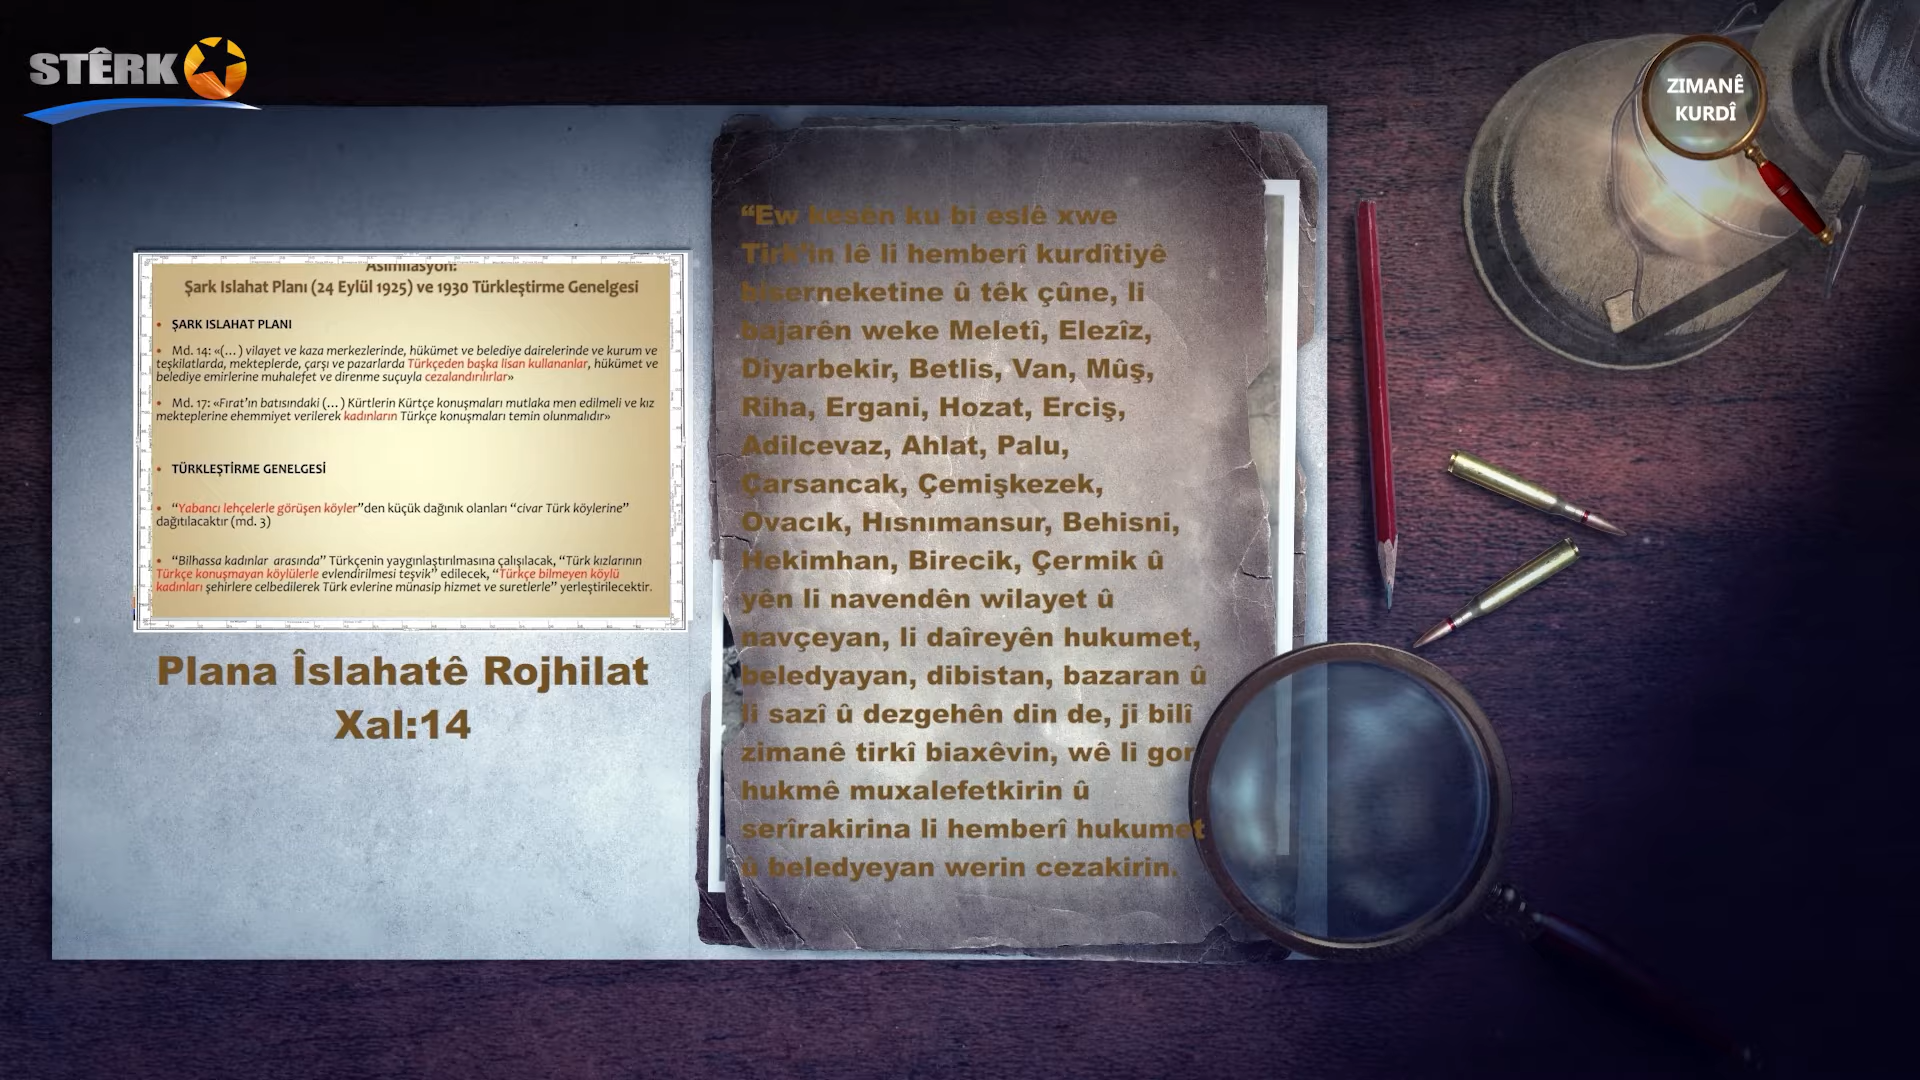 STÊRK
ZIMANÊ
KURDÎ
Asimilasyon:
Şark Islahat Planı (24 Eylül 1925) ve 1930 Türkleştirme Genelgesi
• ŞARK ISLAHAT PLANI
• Md. 14: «(…) vilayet ve kaza merkezlerinde, hükümet ve belediye dairelerinde ve kurum ve
teşkilatlarda, mekteplerde, çarşı ve pazarlarda Türkçeden başka lisan kullananlar, hükümet ve
belediye emirlerine muhalefet ve direnme suçuyla cezalandırılırlar»
• Md. 17: «Fırat’ın batısındaki (…) Kürtlerin Kürtçe konuşmaları mutlaka men edilmeli ve kız
mekteplerine ehemmiyet verilerek kadınların Türkçe konuşmaları temin olunmalıdır»
• TÜRKLEŞTİRME GENELGESİ
• “Yabancı lehçelerle görüşen köyler”den küçük dağınık olanları “civar Türk köylerine”
dağıtılacaktır (md. 3)
• “Bilhassa kadınlar arasında” Türkçenin yaygınlaştırılmasına çalışılacak, “Türk kızlarının
Türkçe konuşmayan köylülerle evlendirilmesi teşvik” edilecek, “Türkçe bilmeyen köylü
kadınları şehirlere celbedilerek Türk evlerine münasip hizmet ve suretlerle” yerleştirilecektir.
Plana Îslahatê Rojhilat
Xal:14
“Ew kesên ku bi eslê xwe
Tirk’in lê li hemberî kurdîtiyê
biserneketine û têk çûne, li
bajarên weke Meletî, Elezîz,
Diyarbekir, Betlis, Van, Mûş,
Riha, Ergani, Hozat, Erciş,
Adilcevaz, Ahlat, Palu,
Çarsancak, Çemişkezek,
Ovacık, Hısnımansur, Behisni,
Hekimhan, Birecik, Çermik û
yên li navendên wilayet û
navçeyan, li daîreyên hukumet,
beledyayan, dibistan, bazaran û
li sazî û dezgehên din de, ji bilî
zimanê tirkî biaxêvin, wê li gor
hukmê muxalefetkirin û
serîrakirina li hemberî hukumet
û beledyeyan werin cezakirin.